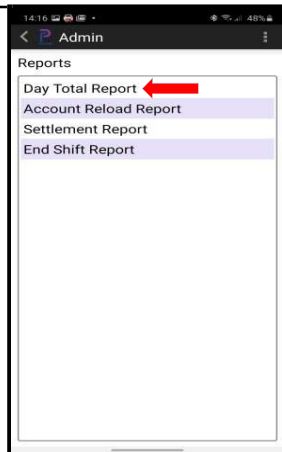 14:16 48%
Admin
Reports
Day Total Report
Account Reload Report
Settlement Report
End Shift Report